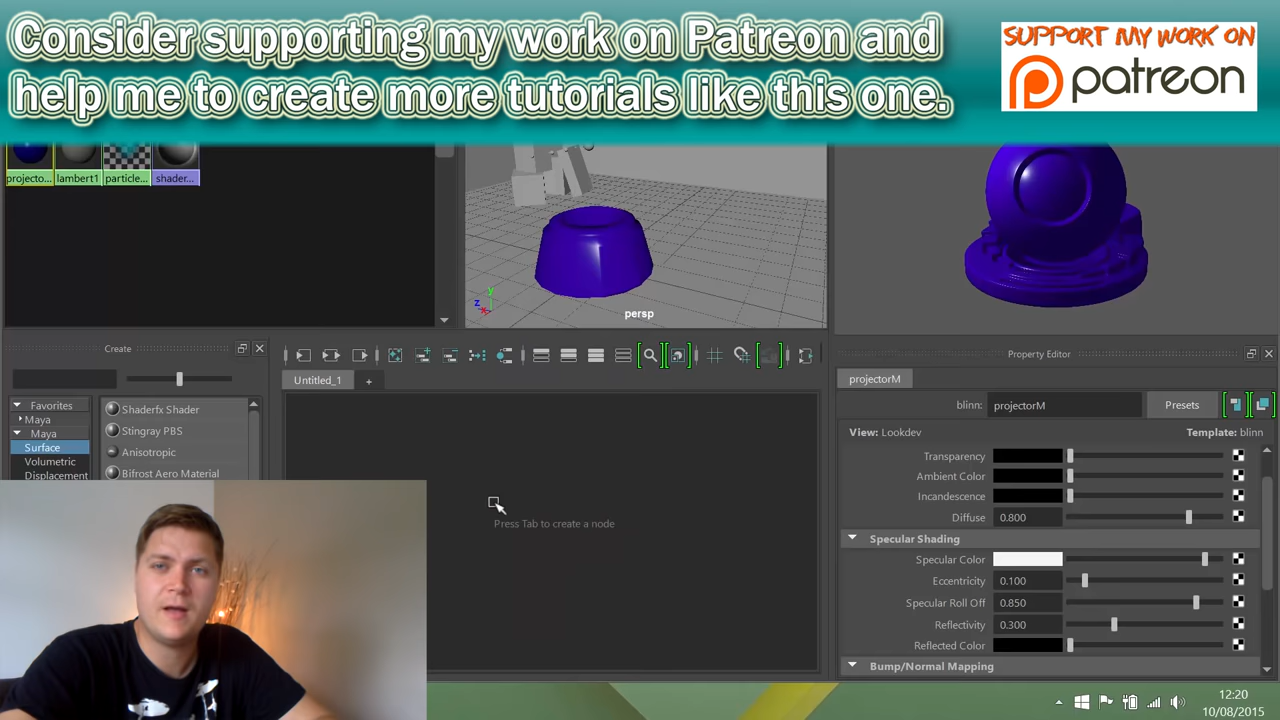 Consider supporting my work on Patreon and
help me to create more tutorials like this one.
SUPPORT MY WORK ON
patreon
projecto...
lambert1
particle...
shader...
y
z
x
persp
Create
Untitled_1
+
Favorites
Maya
Maya
Surface
Volumetric
Displacement
Shaderfx Shader
Stingray PBS
Anisotropic
Bifrost Aero Material
Press Tab to create a node
Property Editor
projectorM
blinn: projectorM Presets
View: Lookdev Template: blinn
Transparency
Ambient Color
Incandescence
Diffuse 0.800
Specular Shading
Specular Color
Eccentricity 0.100
Specular Roll Off 0.850
Reflectivity 0.300
Reflected Color
Bump/Normal Mapping
12:20
10/08/2015